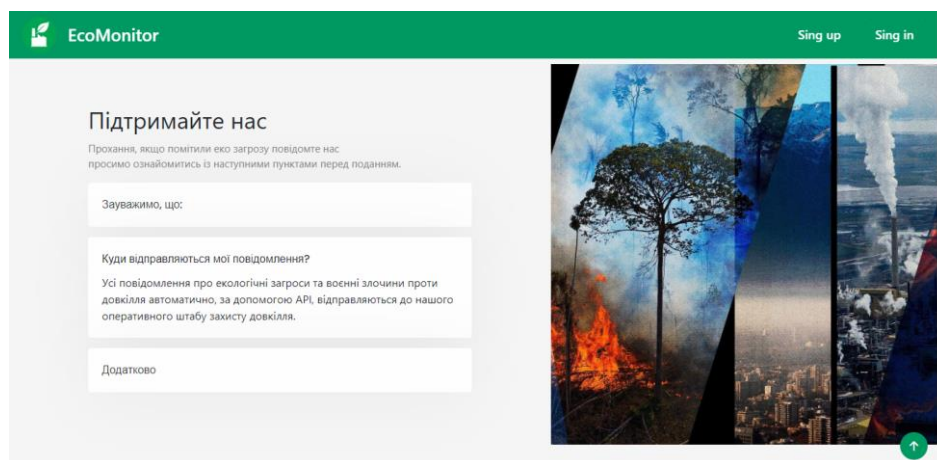 EcoMonitor
Sing up
Sing in
Підтримайте нас
Прохання, якщо помітили еко загрозу повідомте нас
просимо ознайомитись із наступними пунктами перед поданням.
Зауважимо, що:
Куди відправляються мої повідомлення?
Усі повідомлення про екологічні загроси та воєнні злочини проти
довкілля автоматично, за допомогою API, відправляються до нашого
оперативного штабу захисту довкілля.
Додатково